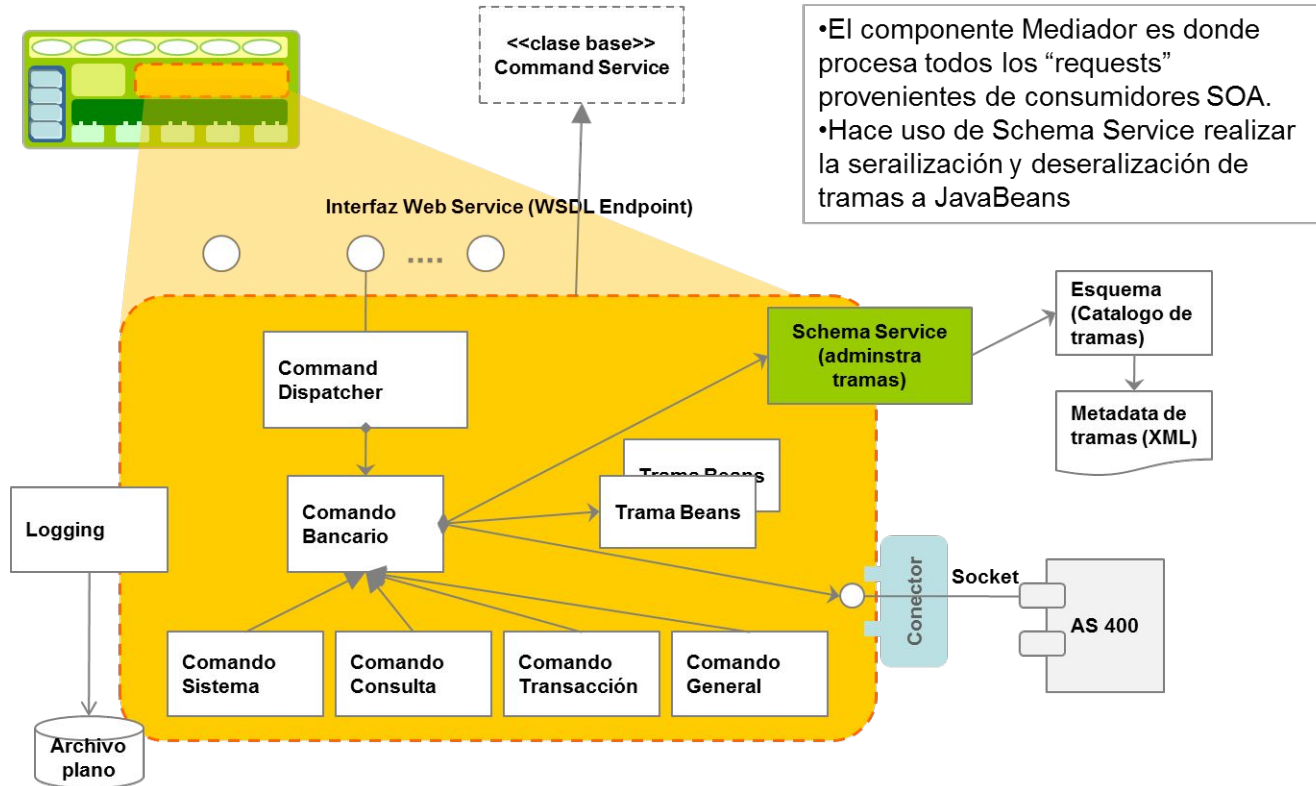 <<clase base>>
Command Service
•El componente Mediador es donde
procesa todos los “requests”
provenientes de consumidores SOA.
•Hace uso de Schema Service realizar
la serailización y deseralización de
tramas a JavaBeans
Interfaz Web Service (WSDL Endpoint)
....
Command
Dispatcher
Schema Service
(adminstra
tramas)
Esquema
(Catalogo de
tramas)
Metadata de
tramas (XML)
Trama Beans
Trama Beans
Logging
Comando
Bancario
Conector
Socket
AS 400
Comando
Sistema
Comando
Consulta
Comando
Transacción
Comando
General
Archivo
plano